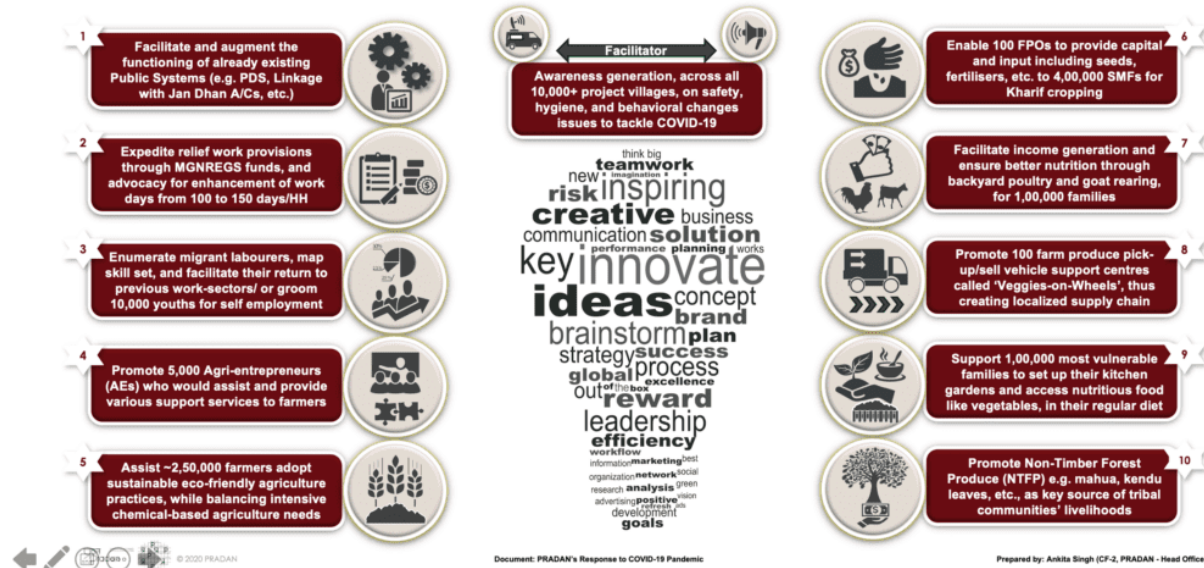 1
Facilitate and augment the
functioning of already existing
Public Systems (e.g. PDS, Linkage
with Jan Dhan A/Cs, etc.)
2
Expedite relief work provisions
through MGNREGS funds, and
advocacy for enhancement of work
days from 100 to 150 days/HH
3
Enumerate migrant labourers, map
skill set, and facilitate their return to
previous work-sectors/ or groom
10,000 youths for self employment
4
Promote 5,000 Agri-entrepreneurs
(AEs) who would assist and provide
various support services to farmers
5
Assist ~2,50,000 farmers adopt
sustainable eco-friendly agriculture
practices, while balancing intensive
chemical-based agriculture needs
Facilitator
Awareness generation, across all
10,000+ project villages, on safety,
hygiene, and behavioral changes
issues to tackle COVID-19
think big
teamwork
new imagination
risk inspiring
creative business
communication solution
performance planning works
key innovate
ideas concept
brand
brainstorm plan
strategy success
global process
excellence
out of the box
reward
leadership
efficiency
workflow
information marketing best
organization network social
research analysis green
advertising positive vision
refresh ads
development
goals
6
Enable 100 FPOs to provide capital
and input including seeds,
fertilisers, etc. to 4,00,000 SMFs for
Kharif cropping
7
Facilitate income generation and
ensure better nutrition through
backyard poultry and goat rearing,
for 1,00,000 families
8
Promote 100 farm produce pick-
up/sell vehicle support centres
called ‘Veggies-on-Wheels’, thus
creating localized supply chain
9
Support 1,00,000 most vulnerable
families to set up their kitchen
gardens and access nutritious food
like vegetables, in their regular diet
10
Promote Non-Timber Forest
Produce (NTFP) e.g. mahua, kendu
leaves, etc., as key source of tribal
communities’ livelihoods
© 2020 PRADAN
Document: PRADAN's Response to COVID-19 Pandemic
Prepared by: Ankita Singh (CF-2, PRADAN - Head Office